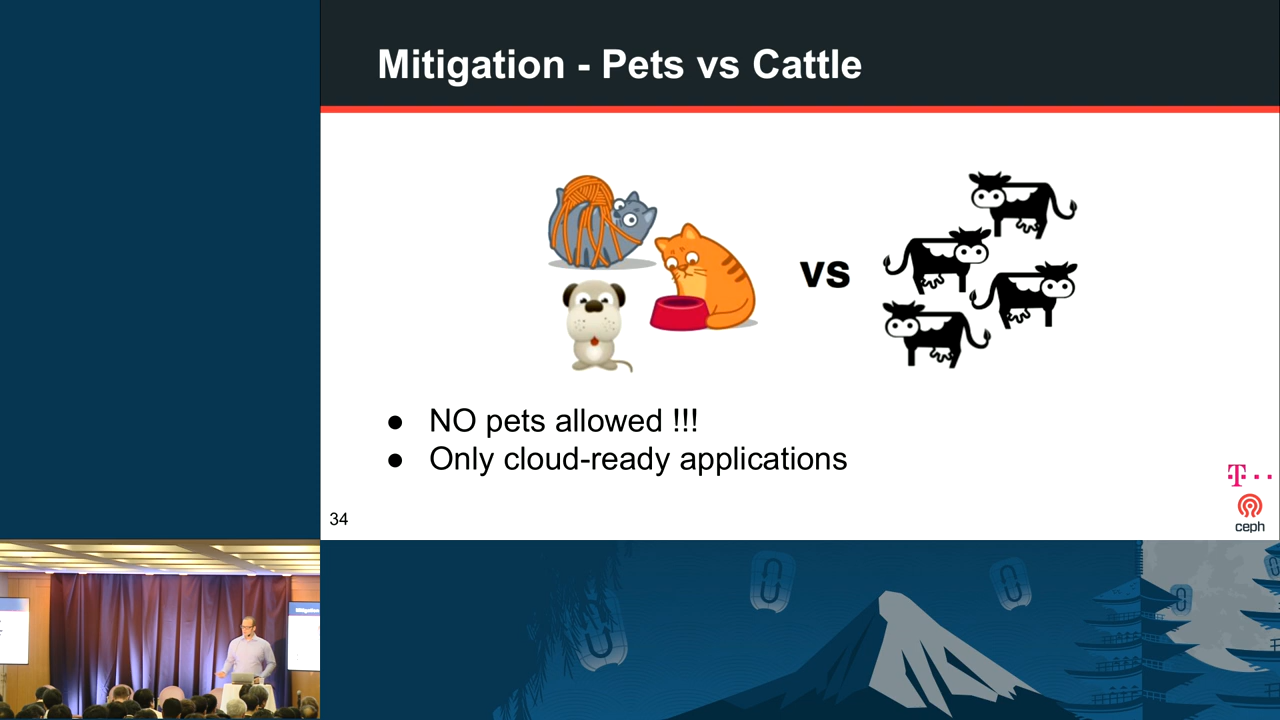 Mitigation - Pets vs Cattle
vs
● NO pets allowed !!!
● Only cloud-ready applications
34
T
ceph